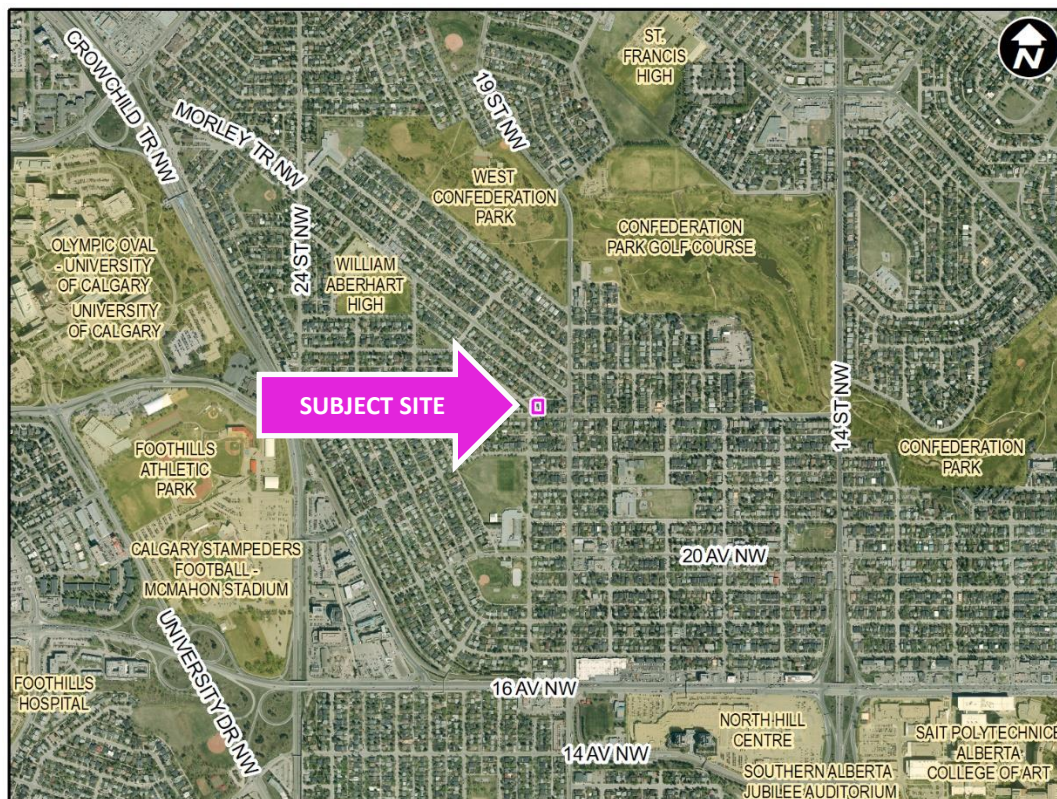 N
ST.
FRANCIS
HIGH
CROWCHILD TR NW
MORLEY TR NW
19 ST NW
WEST
CONFEDERATION
PARK
CONFEDERATION
PARK GOLF COURSE
24 ST NW
OLYMPIC OVAL
- UNIVERSITY
OF CALGARY
UNIVERSITY
OF CALGARY
WILLIAM
ABERHART
HIGH
SUBJECT SITE
14 ST NW
CONFEDERATION
PARK
FOOTHILLS
ATHLETIC
PARK
CALGARY STAMPEDERS
FOOTBALL -
MCMAHON STADIUM
20 AV NW
UNIVERSITY DR NW
FOOTHILLS
HOSPITAL
16 AV NW
NORTH HILL
CENTRE
14 AV NW
SAIT POLYTECHNICE
ALBERTA
COLLEGE OF ART
SOUTHERN ALBERTA
JUBILEE AUDITORIUM